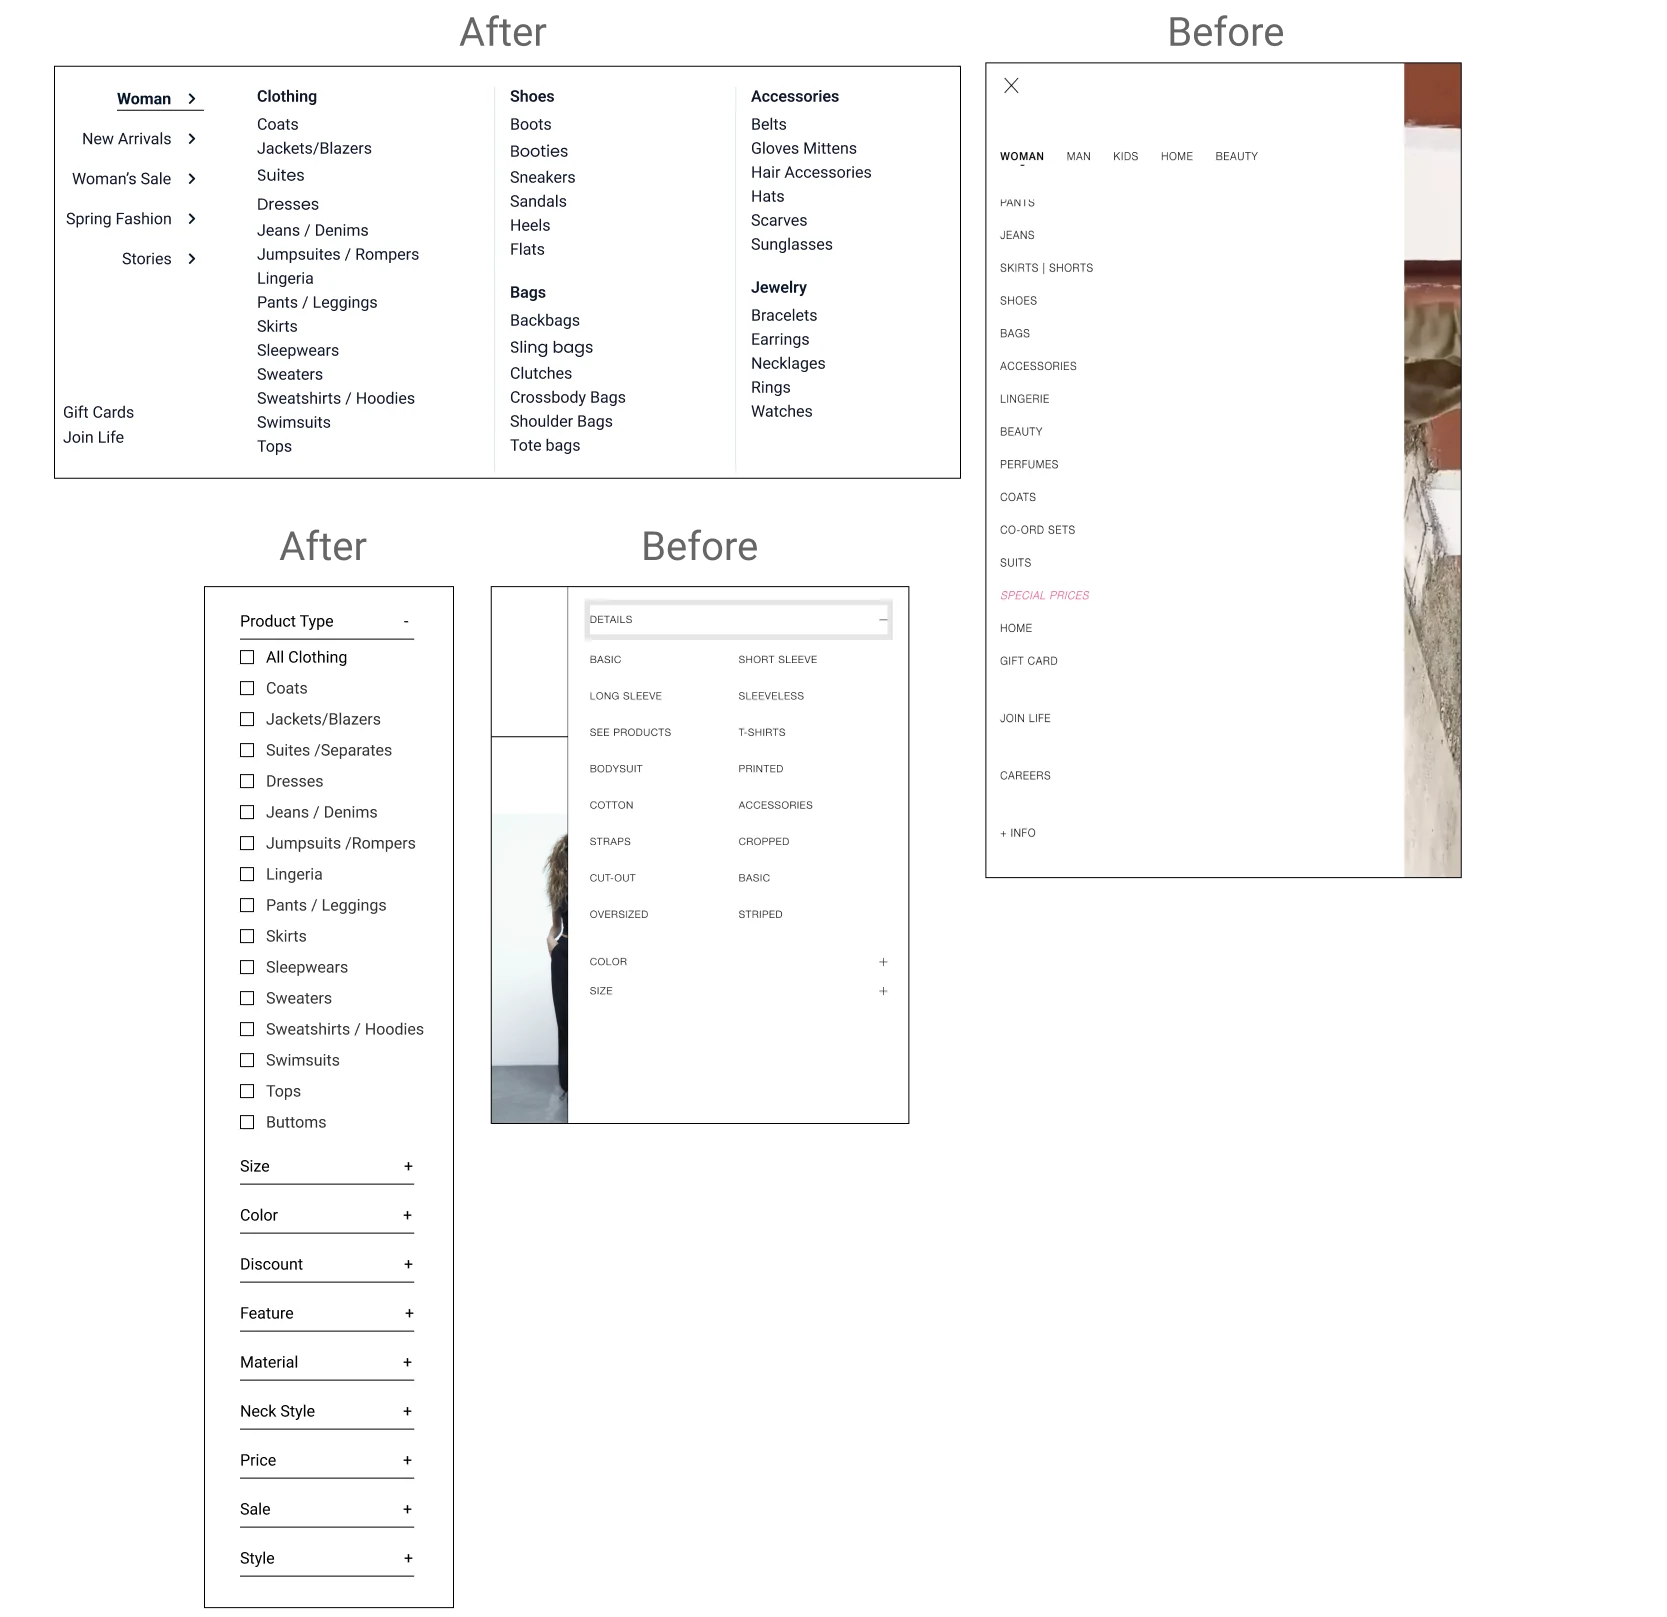 After
Woman
New Arrivals
Woman's Sale
Spring Fashion
Stories
Gift Cards
Join Life
Clothing
Coats
Jackets/Blazers
Suites
Dresses
Jeans / Denims
Jumpsuites / Rompers
Lingeria
Pants / Leggings
Skirts
Sleepwears
Sweaters
Sweatshirts / Hoodies
Swimsuits
Tops
Shoes
Boots
Booties
Sneakers
Sandals
Heels
Flats
Bags
Backbags
Sling bags
Clutches
Crossbody Bags
Shoulder Bags
Tote bags
Accessories
Belts
Gloves Mittens
Hair Accessories
Hats
Scarves
Sunglasses
Jewelry
Bracelets
Earrings
Necklages
Rings
Watches
Before
WOMAN MAN KIDS HOME BEAUTY
PANTS
JEANS
SKIRTS | SHORTS
SHOES
BAGS
ACCESSORIES
LINGERIE
BEAUTY
PERFUMES
COATS
CO-ORD SETS
SUITS
SPECIAL PRICES
HOME
GIFT CARD
JOIN LIFE
CAREERS
+ INFO
After
Product Type -
All Clothing
Coats
Jackets/Blazers
Suites /Separates
Dresses
Jeans / Denims
Jumpsuits /Rompers
Lingeria
Pants / Leggings
Skirts
Sleepwears
Sweaters
Sweatshirts / Hoodies
Swimsuits
Tops
Buttoms
Size +
Color +
Discount +
Feature +
Material +
Neck Style +
Price +
Sale +
Style +
Before
DETAILS
BASIC SHORT SLEEVE
LONG SLEEVE SLEEVELESS
SEE PRODUCTS T-SHIRTS
BODYSUIT PRINTED
COTTON ACCESSORIES
STRAPS CROPPED
CUT-OUT BASIC
OVERSIZED STRIPED
COLOR +
SIZE +